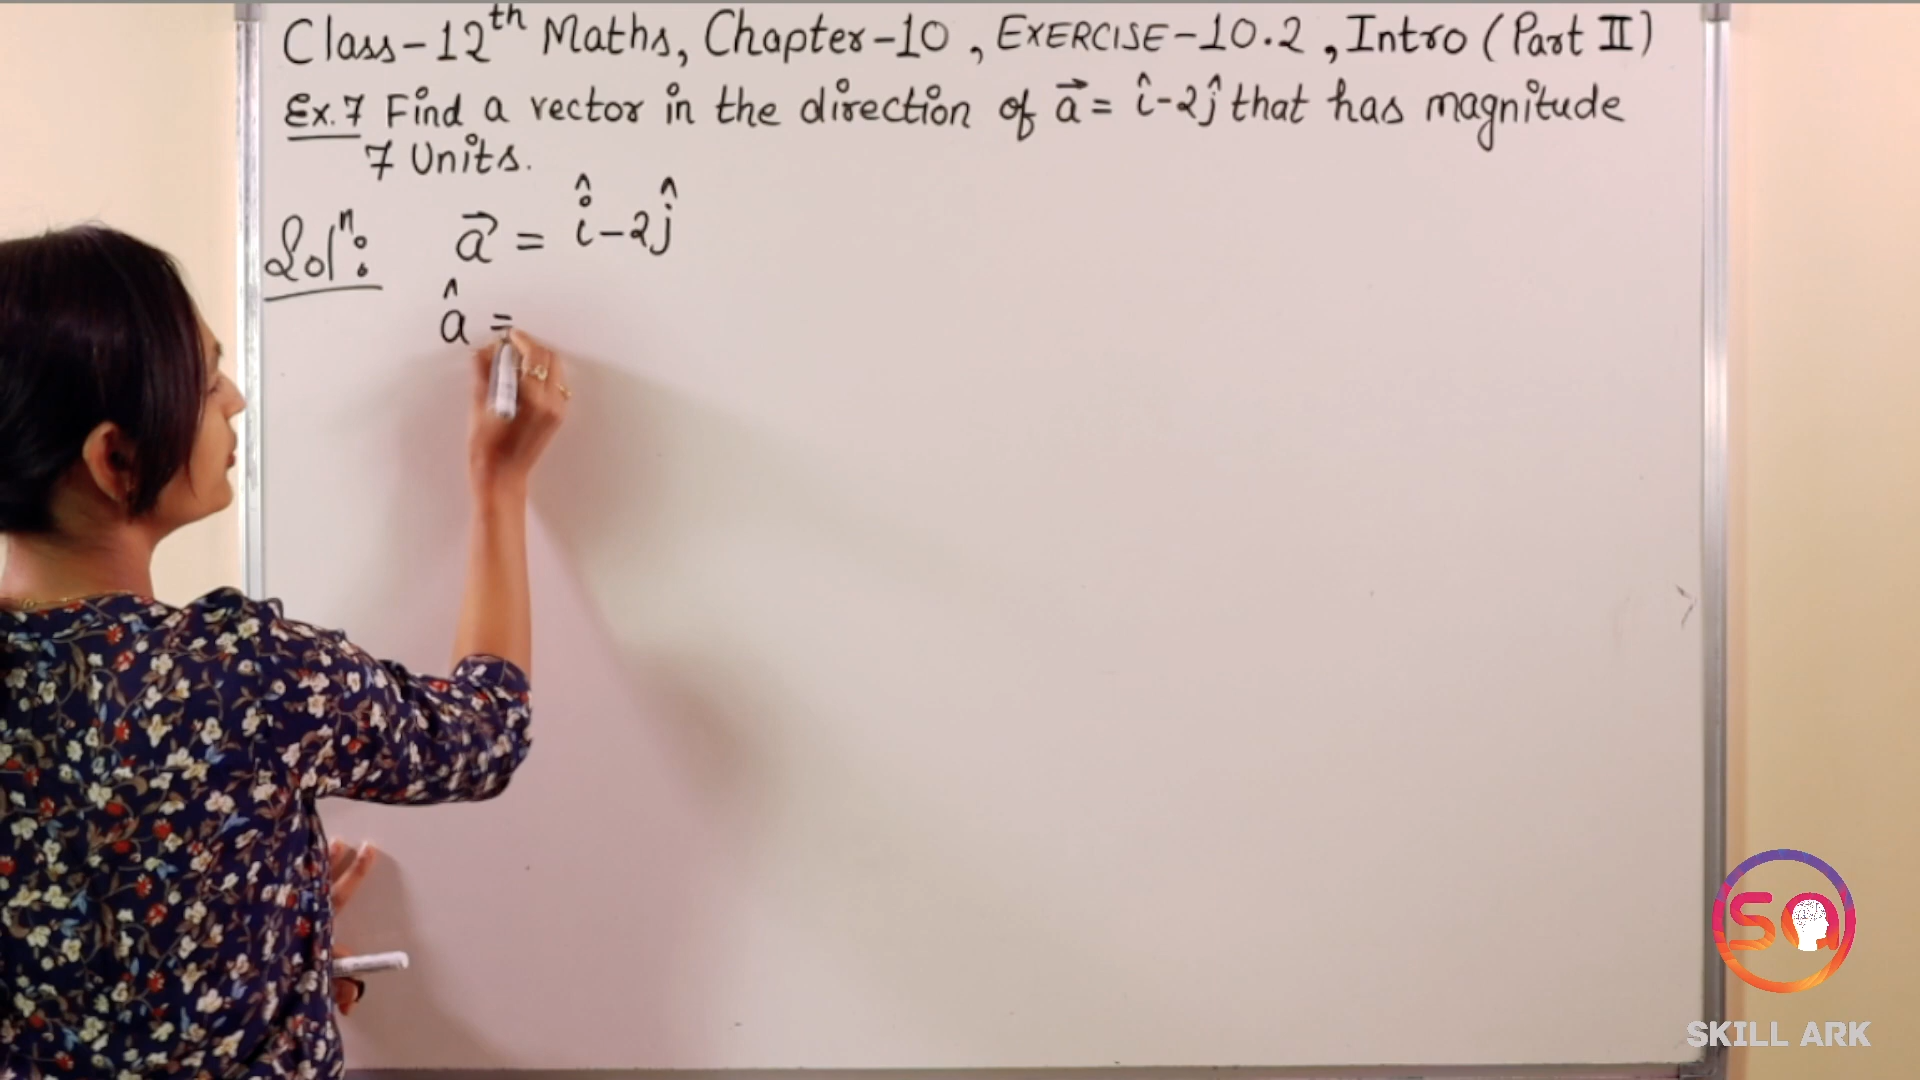 Class-12th Maths, Chapter-10, EXERCISE-10.2, Intro (Part II)
Ex.7 Find a vector in the direction of a⃗ = î-2ĵ that has magnitude
7 Units.
Solⁿ: a⃗ = î-2ĵ
â =
SA
SKILL ARK